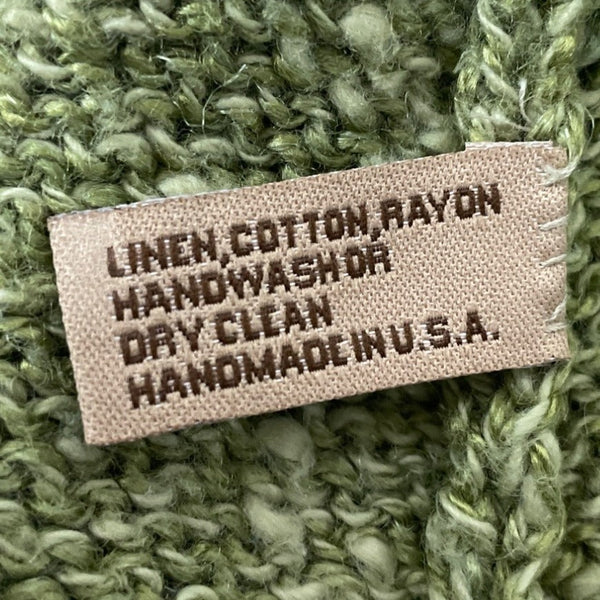 LINEN,COTTON,RAYON
HANDWASH OR
DRY CLEAN
HANDMADE IN U.S.A.